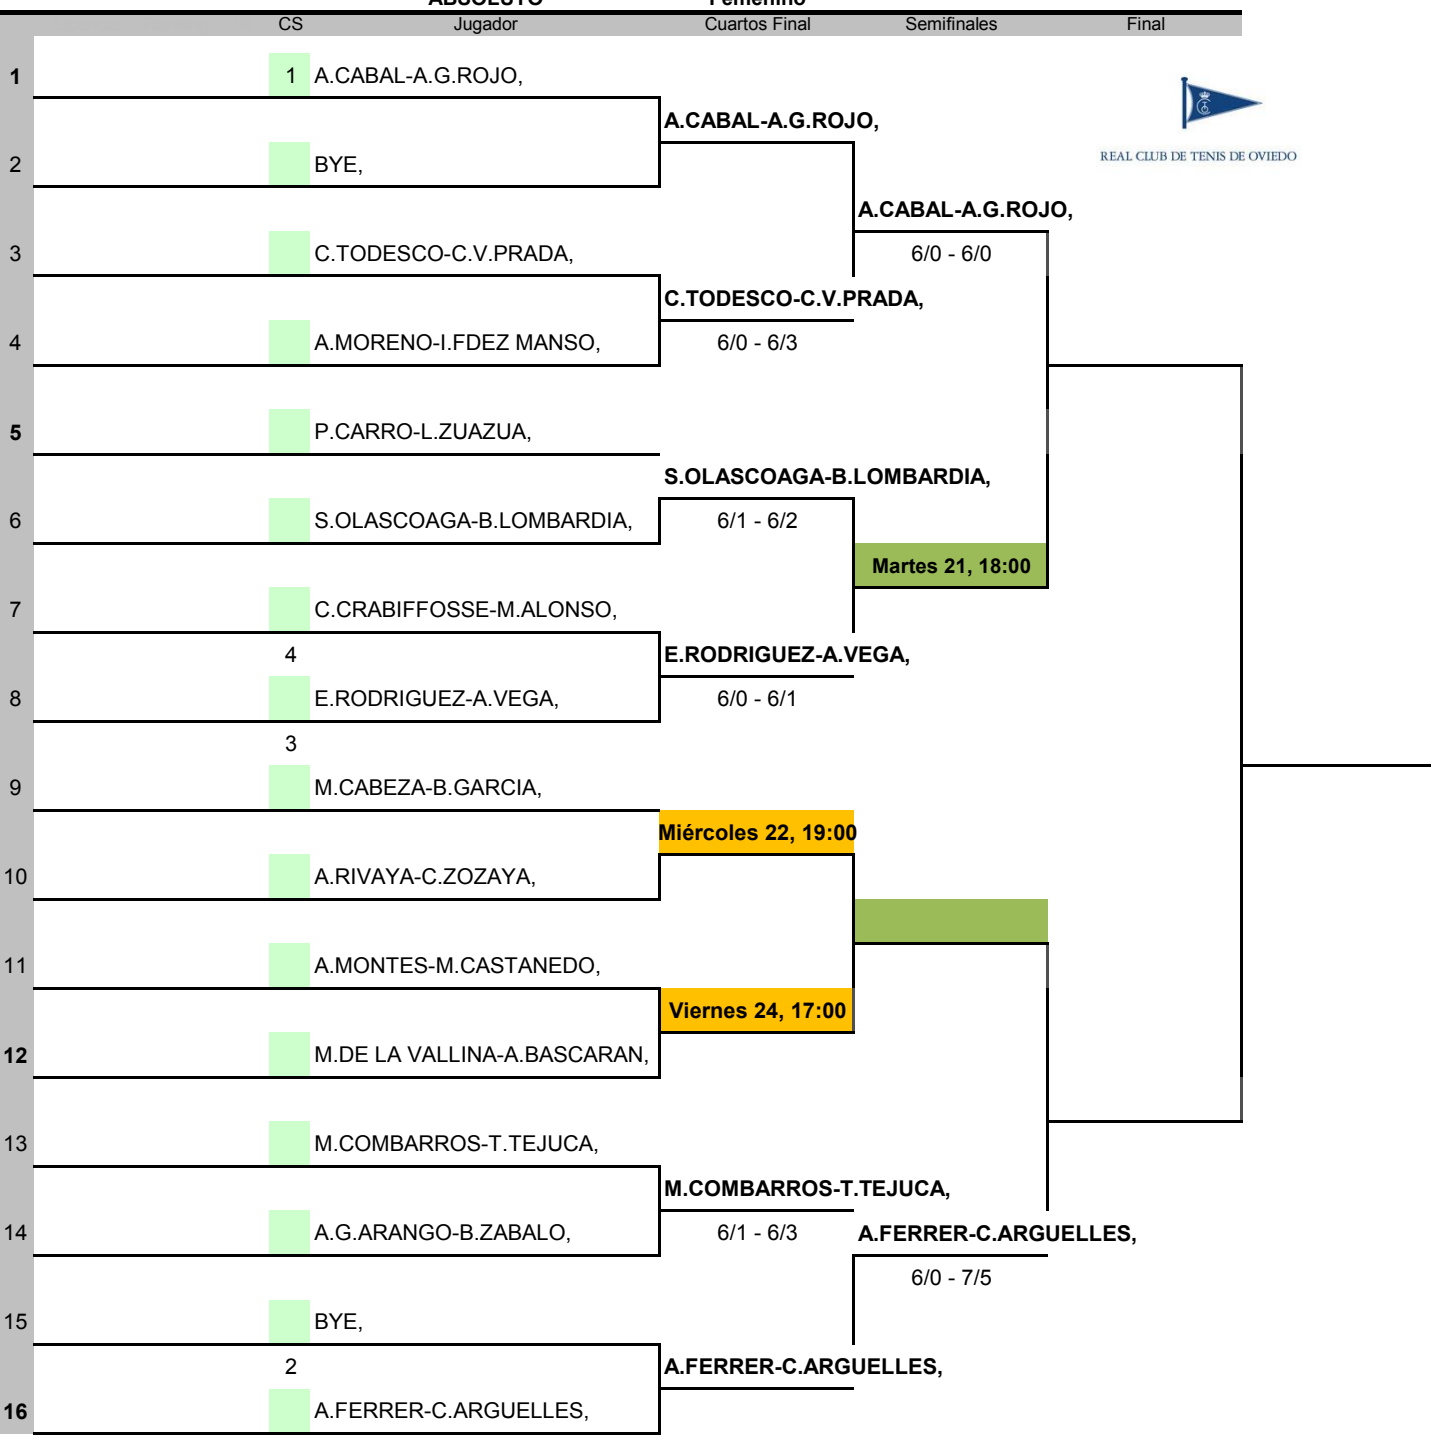 ABSOLUTO Femenino
CS Jugador Cuartos Final Semifinales Final
1 1 A.CABAL-A.G.ROJO,
A.CABAL-A.G.ROJO,
REAL CLUB DE TENIS DE OVIEDO
2 BYE,
A.CABAL-A.G.ROJO,
3 C.TODESCO-C.V.PRADA, 6/0 - 6/0
C.TODESCO-C.V.PRADA,
4 A.MORENO-I.FDEZ MANSO, 6/0 - 6/3
5 P.CARRO-L.ZUAZUA,
S.OLASCOAGA-B.LOMBARDIA,
6 S.OLASCOAGA-B.LOMBARDIA, 6/1 - 6/2
Martes 21, 18:00
7 C.CRABIFFOSSE-M.ALONSO,
4 E.RODRIGUEZ-A.VEGA,
8 E.RODRIGUEZ-A.VEGA, 6/0 - 6/1
3
9 M.CABEZA-B.GARCIA,
Miércoles 22, 19:00
10 A.RIVAYA-C.ZOZAYA,
11 A.MONTES-M.CASTANEDO,
Viernes 24, 17:00
12 M.DE LA VALLINA-A.BASCARAN,
13 M.COMBARROS-T.TEJUCA,
M.COMBARROS-T.TEJUCA,
14 A.G.ARANGO-B.ZABALO, 6/1 - 6/3 A.FERRER-C.ARGUELLES,
6/0 - 7/5
15 BYE,
2 A.FERRER-C.ARGUELLES,
16 A.FERRER-C.ARGUELLES,